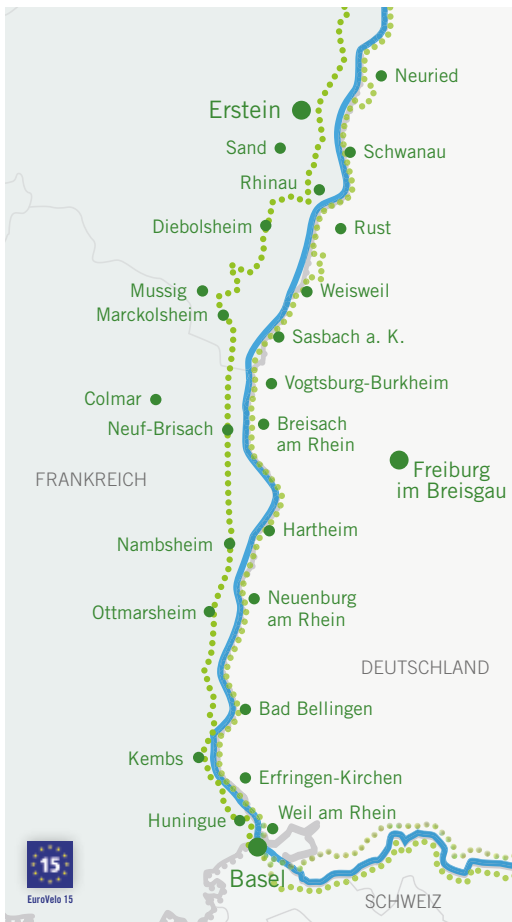 Neuried
Erstein
Sand
Schwanau
Rhinau
Diebolsheim
Rust
Mussig
Weisweil
Marckolsheim
Sasbach a. K.
Vogtsburg-Burkheim
Colmar
Neuf-Brisach
Breisach
am Rhein
FRANKREICH
Freiburg
im Breisgau
Hartheim
Nambsheim
Neuenburg
am Rhein
Ottmarsheim
DEUTSCHLAND
Bad Bellingen
Kembs
Erfringen-Kirchen
Huningue
Weil am Rhein
Basel
15
EuroVelo 15
SCHWEIZ